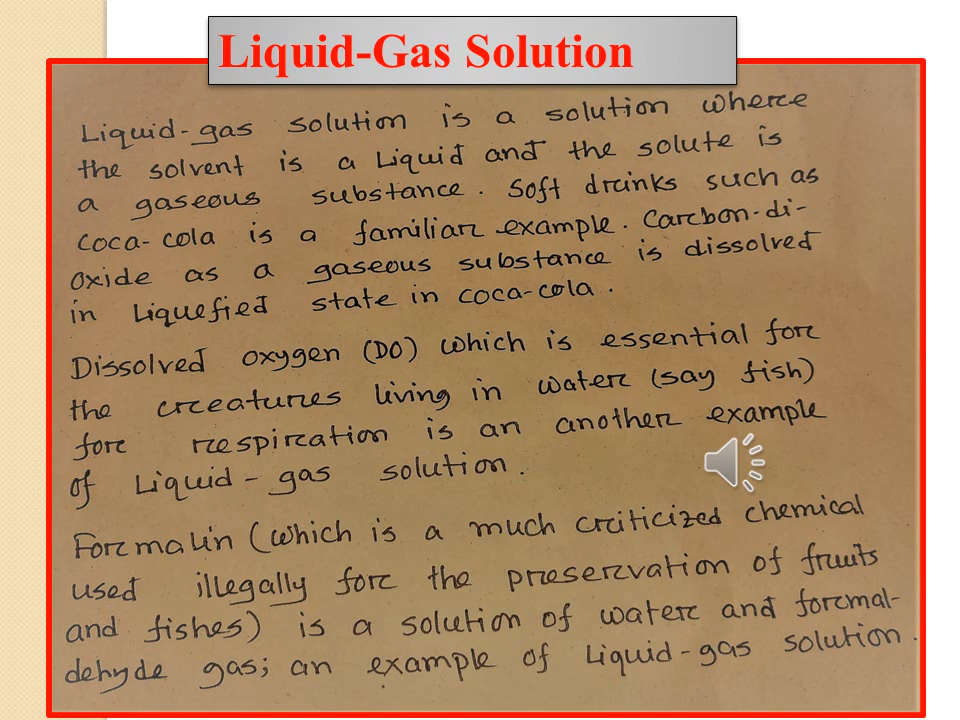 Liquid-Gas Solution
Liquid-gas solution is a solution where
the solvent is a Liquid and the solute is
a gaseous substance. Soft drinks such as
coca-cola is a familiar example. Carbon-di-
oxide as a gaseous substance is dissolved
in Liquefied state in coca-cola.
Dissolved oxygen (DO) which is essential for
the creatures living in water (say fish)
for respiration is an another example
of Liquid-gas solution.
Formalin (which is a much criticized chemical
used illegally for the preservation of fruits
and fishes) is a solution of water and formal-
dehyde gas; an example of Liquid-gas solution.